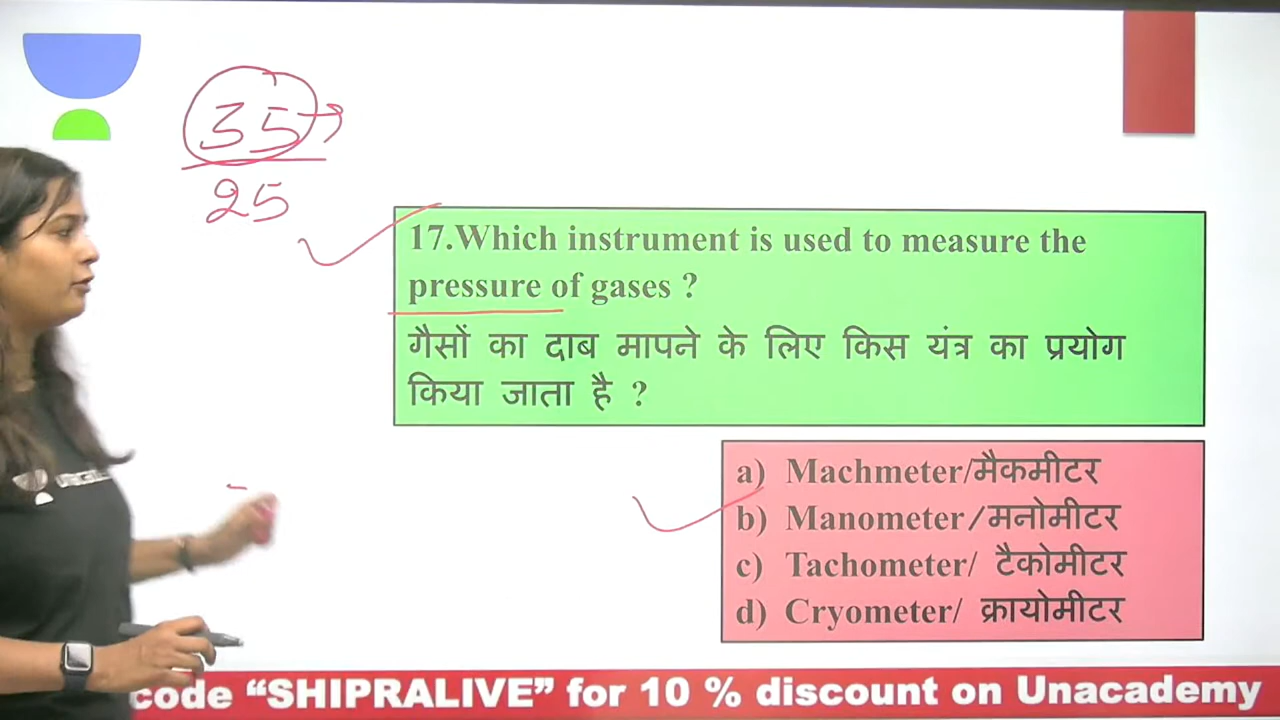 35
25
17.Which instrument is used to measure the
pressure of gases ?
गैसों का दाब मापने के लिए किस यंत्र का प्रयोग
किया जाता है ?
a) Machmeter/मैकमीटर
b) Manometer/मनोमीटर
c) Tachometer/ टैकोमीटर
d) Cryometer/ क्रायोमीटर
code “SHIPRALIVE” for 10 % discount on Unacademy